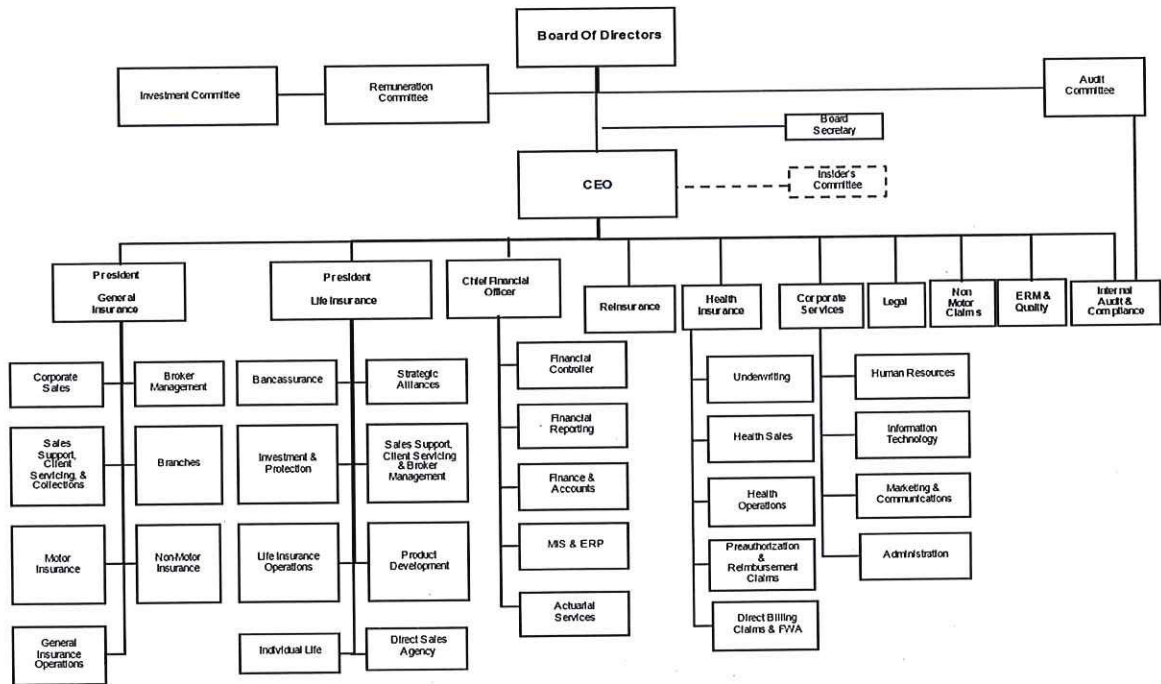 Board Of Directors
Investment Committee
Remuneration
Committee
Audit
Committee
Board
Secretary
CEO
Insider's
Committee
President
General
Insurance
President
Life Insurance
Chief Financial
Officer
Reinsurance
Health
Insurance
Corporate
Services
Legal
Non
Motor
Claims
ERM &
Quality
Internal
Audit &
Compliance
Corporate
Sales
Broker
Management
Sales
Support,
Client
Servicing, &
Collections
Branches
Motor
Insurance
Non-Motor
Insurance
General
Insurance
Operations
Bancassurance
Strategic
Alliances
Investment &
Protection
Sales Support,
Client Servicing
& Broker
Management
Life Insurance
Operations
Product
Development
Individual Life
Direct Sales
Agency
Financial
Controller
Financial
Reporting
Finance &
Accounts
MIS & ERP
Actuarial
Services
Underwriting
Health Sales
Health
Operations
Preauthorization
&
Reimbursement
Claims
Direct Billing
Claims & FWA
Human Resources
Information
Technology
Marketing &
Communications
Administration